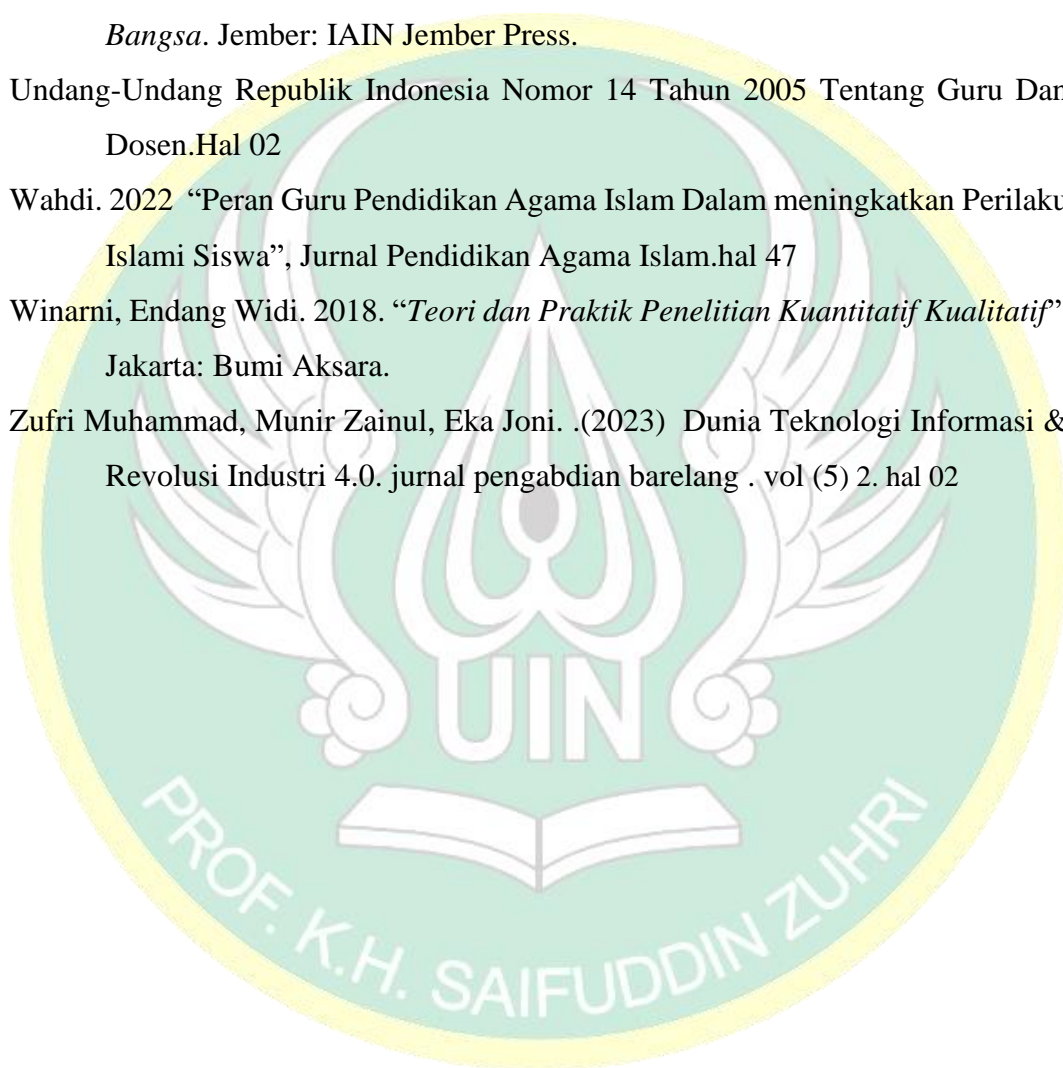 Bangsa. Jember: IAIN Jember Press.
Undang-Undang Republik Indonesia Nomor 14 Tahun 2005 Tentang Guru Dan
Dosen.Hal 02
Wahdi. 2022 “Peran Guru Pendidikan Agama Islam Dalam meningkatkan Perilaku
Islami Siswa”, Jurnal Pendidikan Agama Islam.hal 47
Winarni, Endang Widi. 2018. “Teori dan Praktik Penelitian Kuantitatif Kualitatif”
Jakarta: Bumi Aksara.
Zufri Muhammad, Munir Zainul, Eka Joni. .(2023) Dunia Teknologi Informasi &
Revolusi Industri 4.0. jurnal pengabdian barelang . vol (5) 2. hal 02
UIN
PROF. K.H. SAIFUDDIN ZUHRI